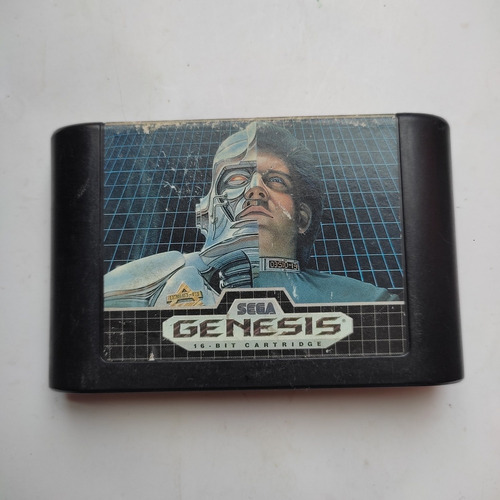 SEGA
GENESIS
16-BIT CARTRIDGE